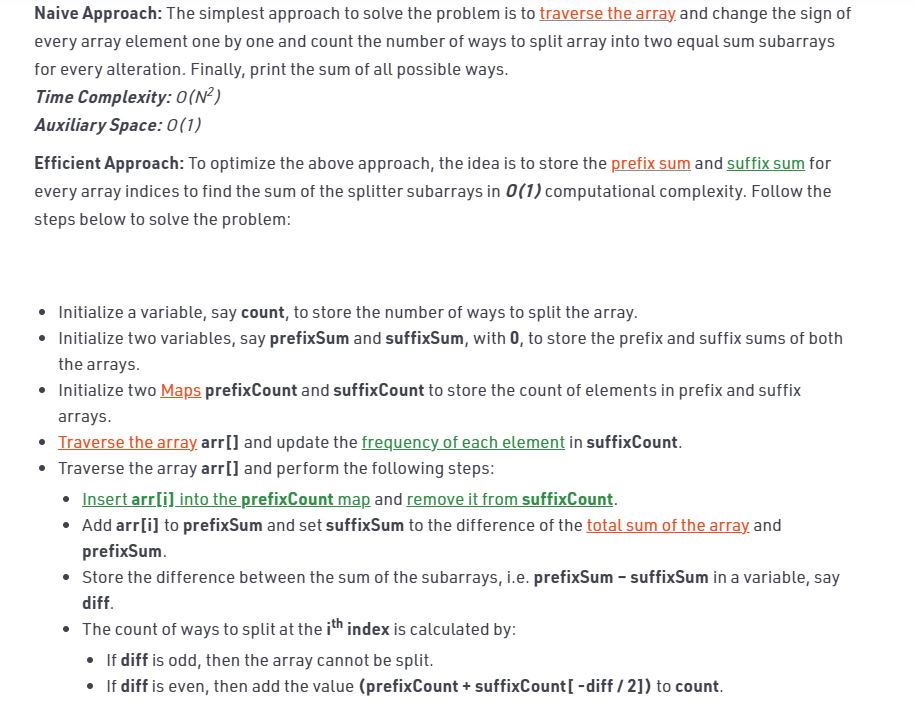 Naive Approach: The simplest approach to solve the problem is to traverse the array and change the sign of
every array element one by one and count the number of ways to split array into two equal sum subarrays
for every alteration. Finally, print the sum of all possible ways.
Time Complexity: O(N²)
Auxiliary Space: O(1)
Efficient Approach: To optimize the above approach, the idea is to store the prefix sum and suffix sum for
every array indices to find the sum of the splitter subarrays in O(1) computational complexity. Follow the
steps below to solve the problem:
• Initialize a variable, say count, to store the number of ways to split the array.
• Initialize two variables, say prefixSum and suffixSum, with 0, to store the prefix and suffix sums of both
the arrays.
• Initialize two Maps prefixCount and suffixCount to store the count of elements in prefix and suffix
arrays.
• Traverse the array arr[] and update the frequency of each element in suffixCount.
• Traverse the array arr[] and perform the following steps:
• Insert arr[i] into the prefixCount map and remove it from suffixCount.
• Add arr[i] to prefixSum and set suffixSum to the difference of the total sum of the array and
prefixSum.
• Store the difference between the sum of the subarrays, i.e. prefixSum – suffixSum in a variable, say
diff.
• The count of ways to split at the iᵗʰ index is calculated by:
• If diff is odd, then the array cannot be split.
• If diff is even, then add the value (prefixCount + suffixCount[ -diff / 2]) to count.